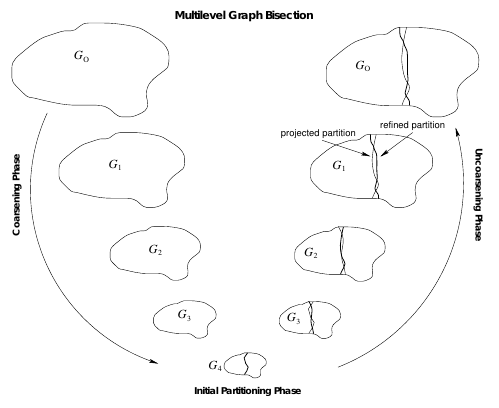 Multilevel Graph Bisection
G_O
G_O
projected partition
refined partition
G_1
G_1
Coarsening Phase
Uncoarsening Phase
G_2
G_2
G_3
G_3
G_4
Initial Partitioning Phase